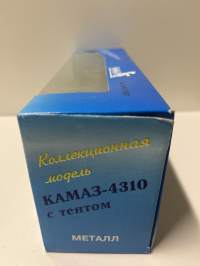 Коллекционная
модель
КАМАЗ-4310
с тентом
МЕТАЛЛ